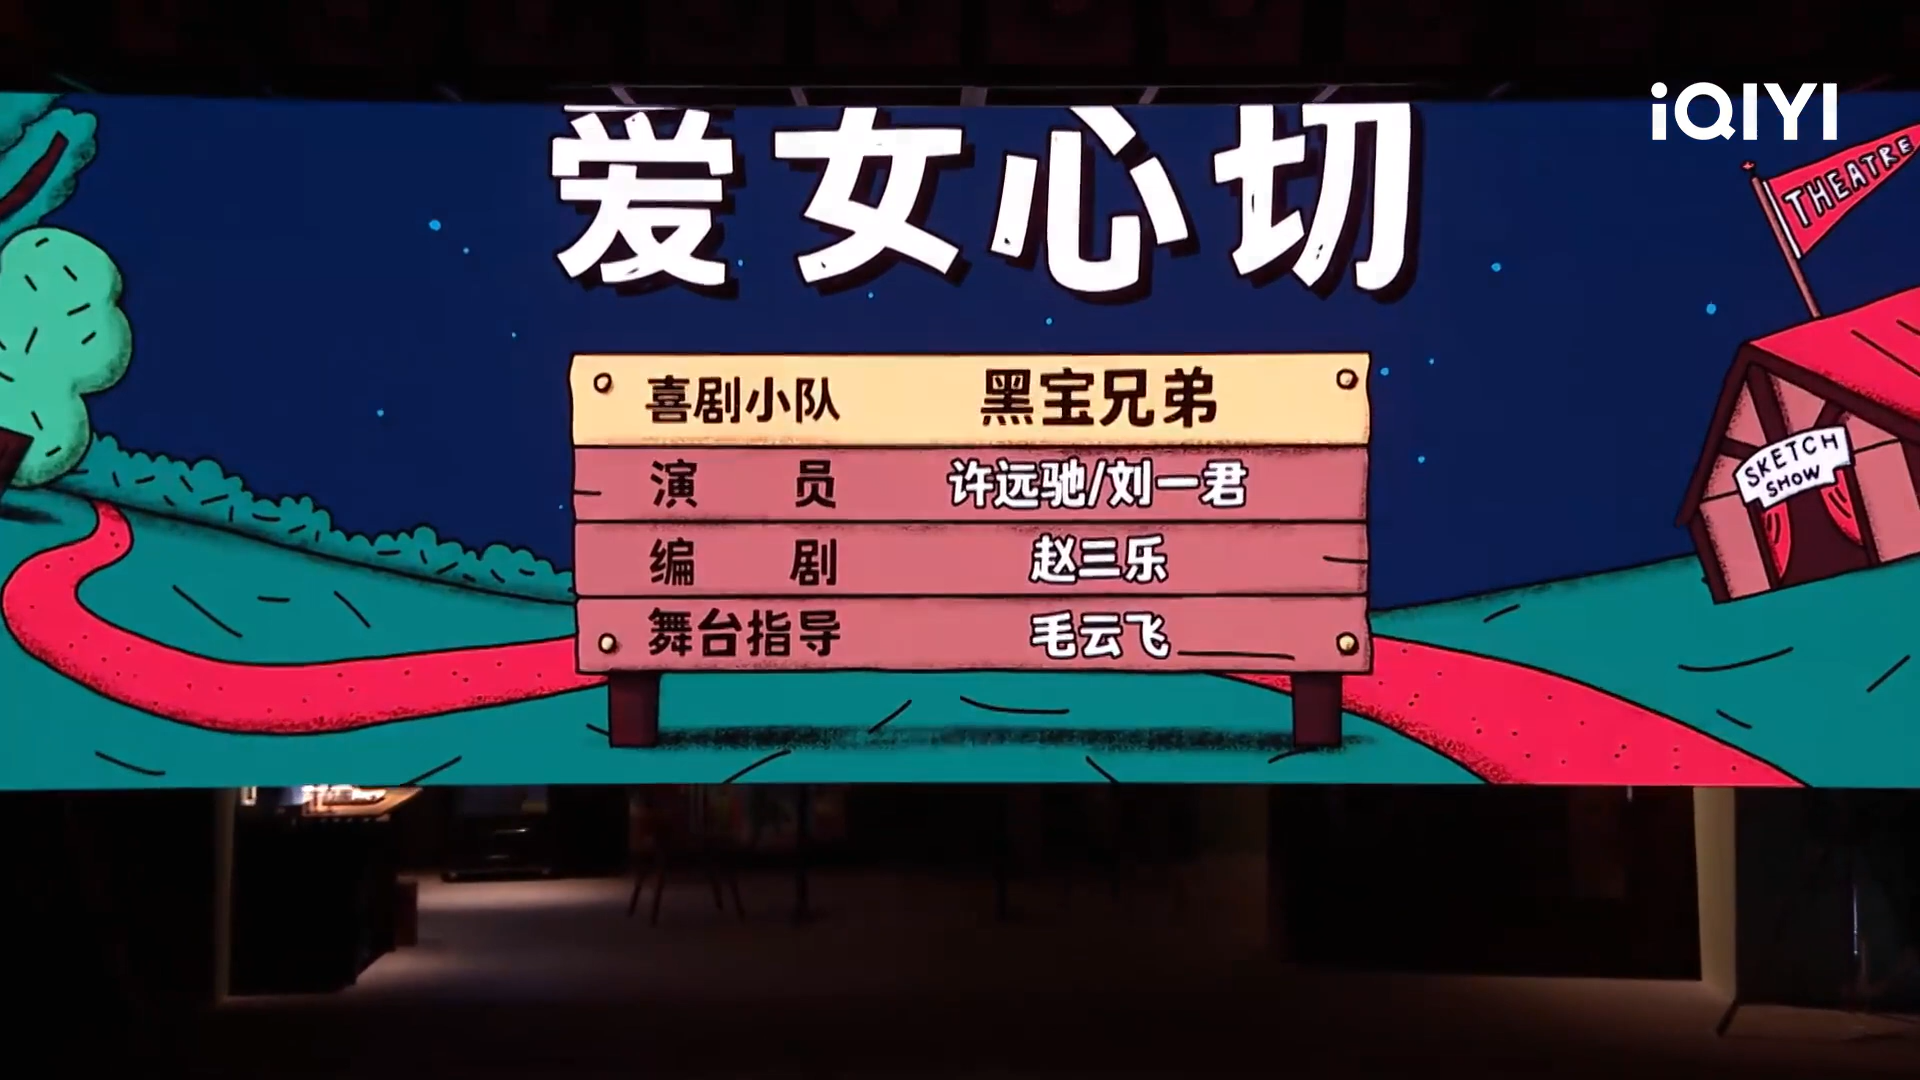 iQIYI
爱女心切
THEATRE
喜剧小队 黑宝兄弟
演员 许远驰/刘一君
编剧 赵三乐
舞台指导 毛云飞
SKETCH
SHOW